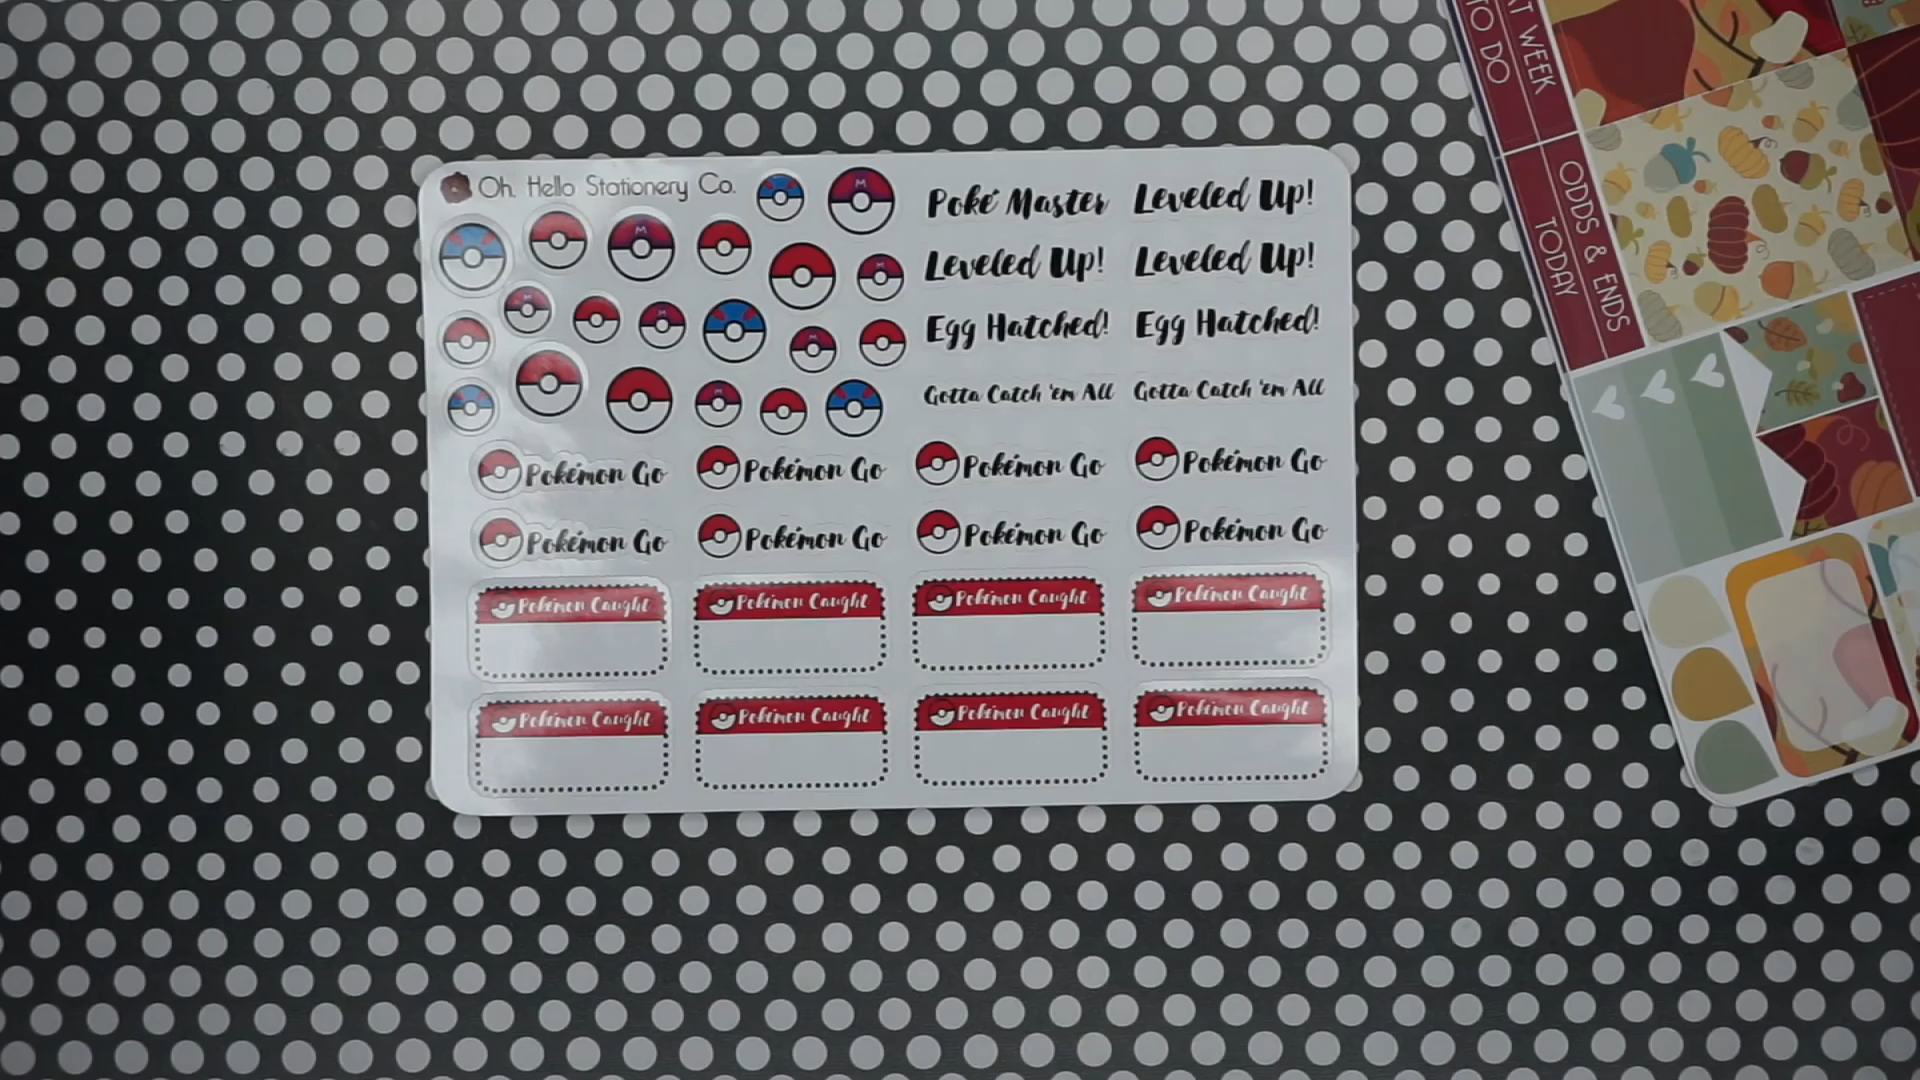 Oh, Hello Stationery Co.
Poké Master Leveled Up!
Leveled Up! Leveled Up!
Egg Hatched! Egg Hatched!
Gotta Catch 'em All Gotta Catch 'em All
Pokémon Go Pokémon Go Pokémon Go Pokémon Go
Pokémon Go Pokémon Go Pokémon Go Pokémon Go
Pokémon Caught Pokémon Caught Pokémon Caught Pokémon Caught
Pokémon Caught Pokémon Caught Pokémon Caught Pokémon Caught
WEEK
TO DO
ODDS & ENDS
TODAY